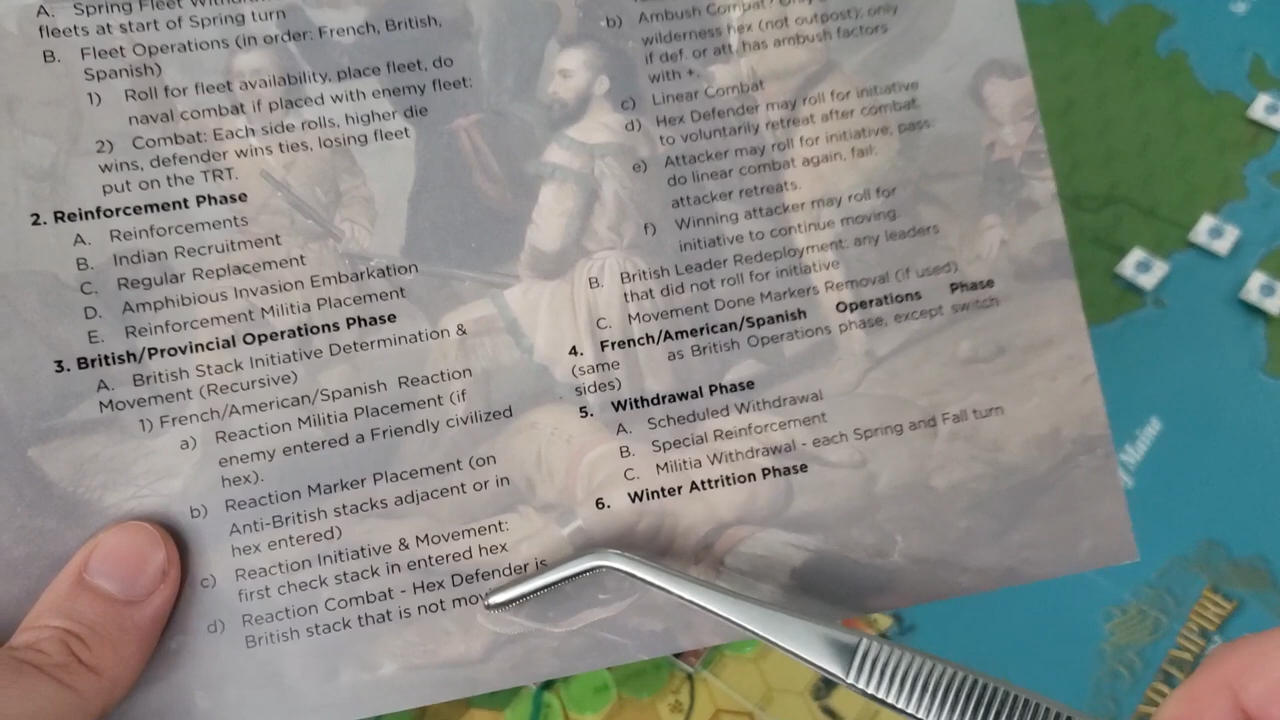 A. Spring Fleet
fleets at start of Spring turn
B. Fleet Operations (in order: French, British,
Spanish)
1) Roll for fleet availability, place fleet, do
naval combat if placed with enemy fleet:
2) Combat: Each side rolls, higher die
wins, defender wins ties, losing fleet
put on the TRT.
2. Reinforcement Phase
A. Reinforcements
B. Indian Recruitment
C. Regular Replacement
D. Amphibious Invasion Embarkation
E. Reinforcement Militia Placement
3. British/Provincial Operations Phase
A. British Stack Initiative Determination &
Movement (Recursive)
1) French/American/Spanish Reaction
a) Reaction Militia Placement (if
enemy entered a Friendly civilized
hex).
b) Reaction Marker Placement (on
Anti-British stacks adjacent or in
hex entered)
c) Reaction Initiative & Movement:
first check stack in entered hex
d) Reaction Combat - Hex Defender is
British stack that is not
b) Ambush
wilderness hex (not outpost); only
if def. or att. has ambush factors
with +.
c) Linear Combat
d) Hex Defender may roll for initiative
to voluntarily retreat after combat.
e) Attacker may roll for initiative, pass:
do linear combat again, fail:
attacker retreats.
f) Winning attacker may roll for
initiative to continue moving.
B. British Leader Redeployment: any leaders
that did not roll for initiative
C. Movement Done Markers Removal (if used)
4. French/American/Spanish Operations Phase
(same as British Operations phase, except switch
sides)
5. Withdrawal Phase
A. Scheduled Withdrawal
B. Special Reinforcement
C. Militia Withdrawal - each Spring and Fall turn
6. Winter Attrition Phase
Maine